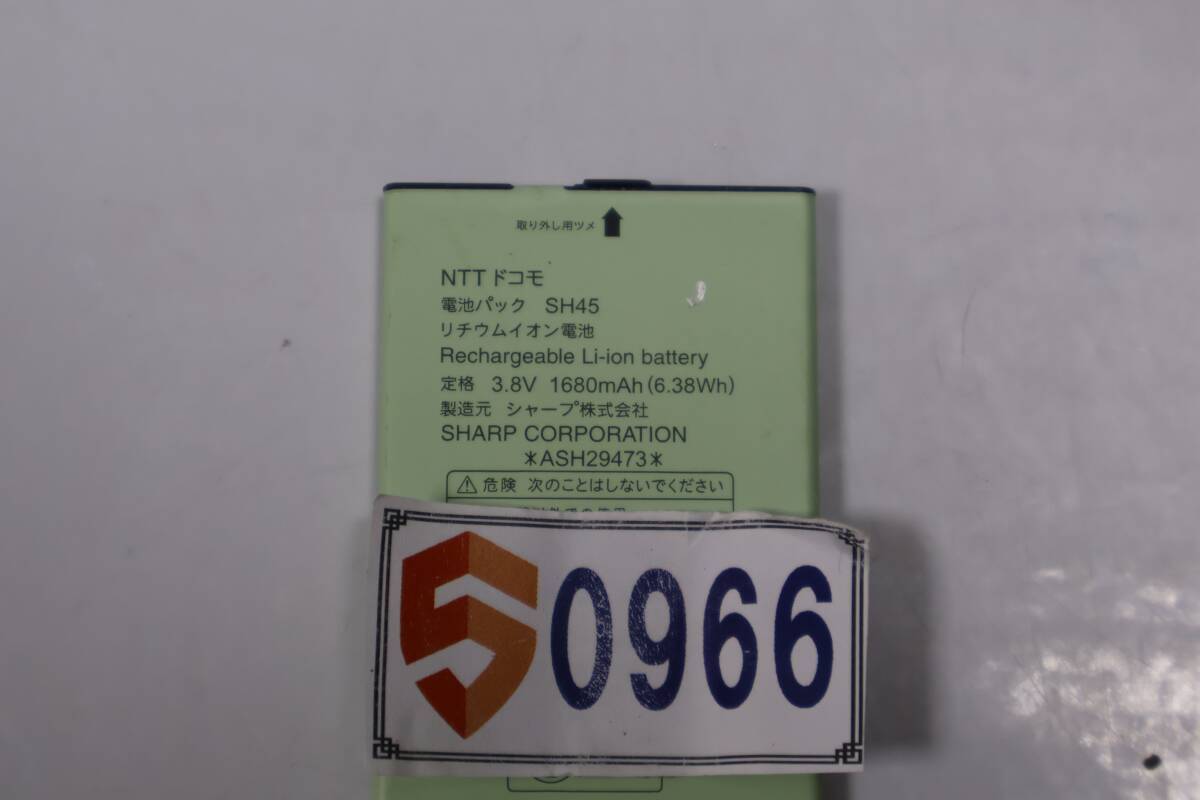 取り外し用ツメ
NTTドコモ
電池パック SH45
リチウムイオン電池
Rechargeable Li-ion battery
定格 3.8V 1680mAh(6.38Wh)
製造元 シャープ株式会社
SHARP CORPORATION
*ASH29473*
⚠危険 次のことはしないでください
0966